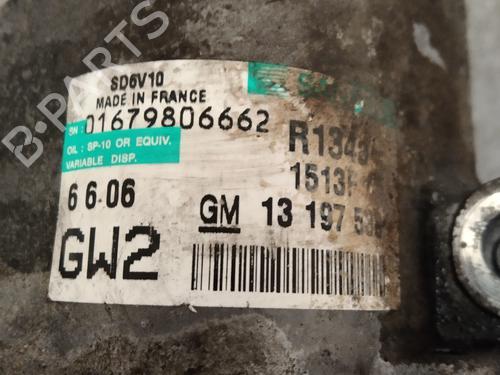 SD6V10
MADE IN FRANCE
SN: 01679806662
OIL: SP-10 OR EQUIV.
VARIABLE DISP.
6 6.06
GM 13 197
GW2
B-PARTS